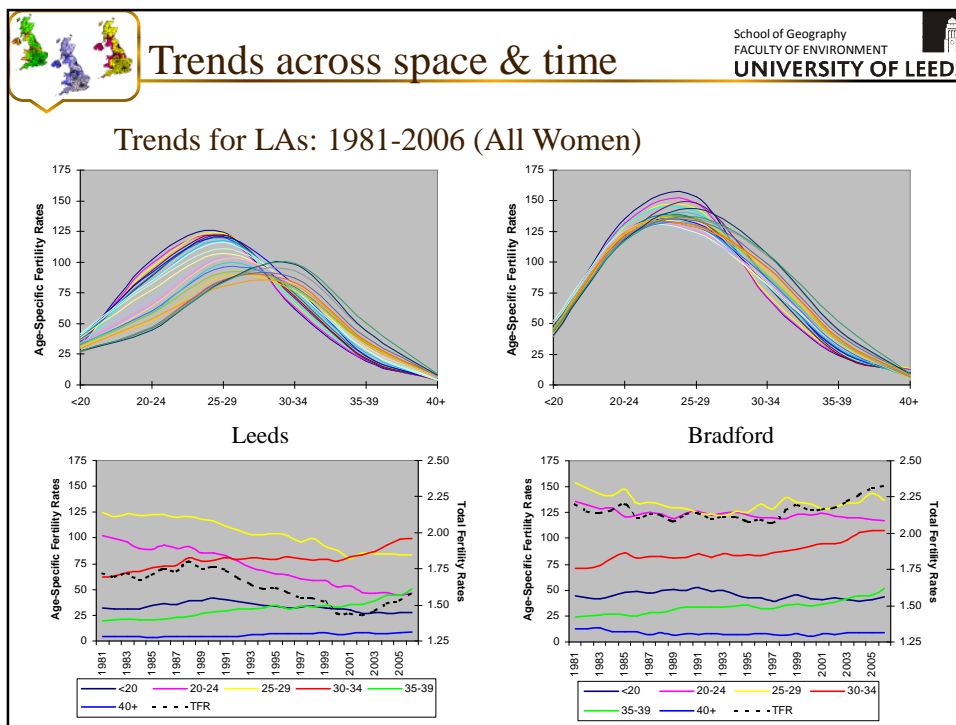 School of Geography
FACULTY OF ENVIRONMENT
UNIVERSITY OF LEEDS
Trends across space & time
Trends for LAs: 1981-2006 (All Women)
Age-Specific Fertility Rates
175
150
125
100
75
50
25
0
<20 20-24 25-29 30-34 35-39 40+
Leeds
Age-Specific Fertility Rates
175
150
125
100
75
50
25
0
<20 20-24 25-29 30-34 35-39 40+
Bradford
Age-Specific Fertility Rates
175
150
125
100
75
50
25
0
Total Fertility Rates
2.50
2.25
2.00
1.75
1.50
1.25
1981 1983 1985 1987 1989 1991 1993 1995 1997 1999 2001 2003 2005
<20 20-24 25-29 30-34 35-39
40+ TFR
Age-Specific Fertility Rates
175
150
125
100
75
50
25
0
Total Fertility Rates
2.50
2.25
2.00
1.75
1.50
1.25
1981 1983 1985 1987 1989 1991 1993 1995 1997 1999 2001 2003 2005
<20 20-24 25-29 30-34
35-39 40+ TFR